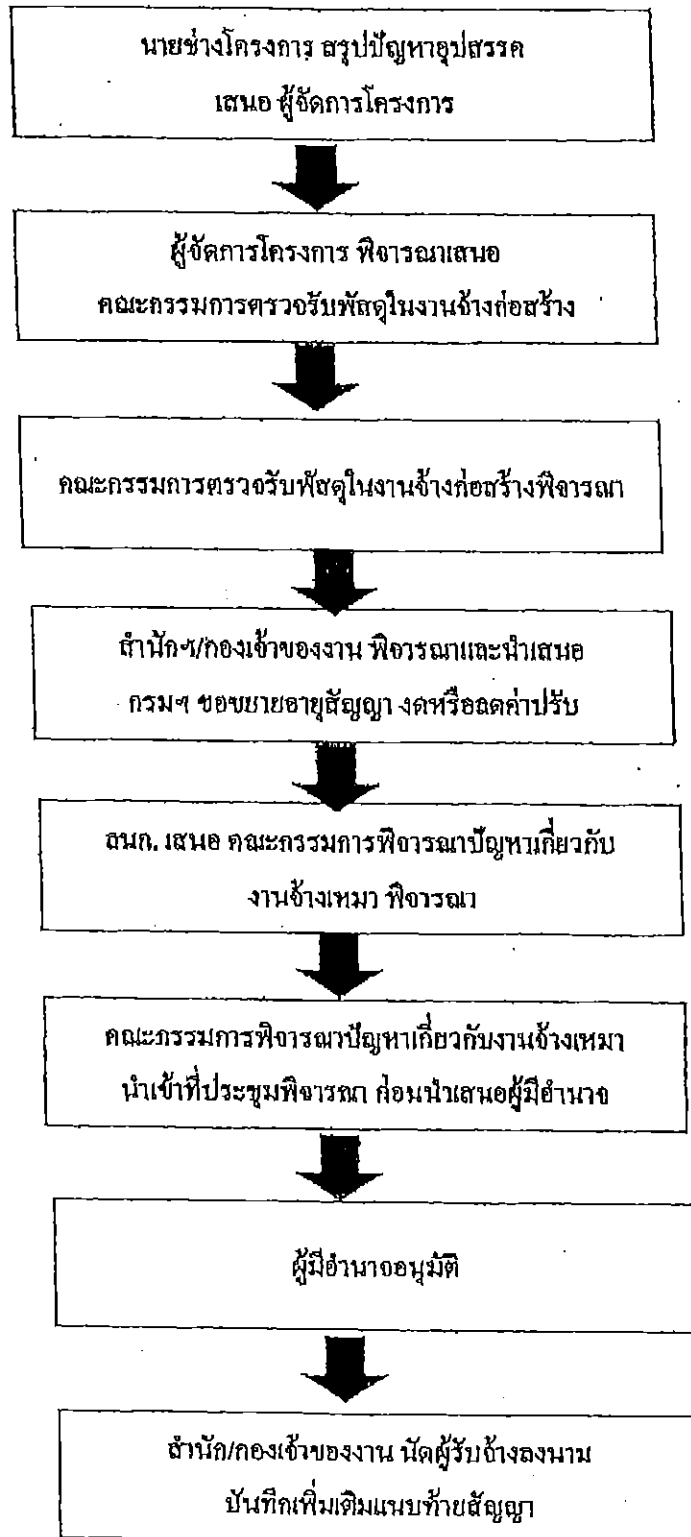 นายช่างโครงการ สรุปปัญหาอุปสรรค
เสนอ ผู้จัดการโครงการ
ผู้จัดการโครงการ พิจารณาเสนอ
คณะกรรมการตรวจรับพัสดุในงานจ้างก่อสร้าง
คณะกรรมการตรวจรับพัสดุในงานจ้างก่อสร้างพิจารณา
สำนักฯ/กองเจ้าของงาน พิจารณาและนำเสนอ
กรมฯ ขอขยายอายุสัญญา งดหรือลดค่าปรับ
สนก. เสนอ คณะกรรมการพิจารณาปัญหาเกี่ยวกับ
งานจ้างเหมา พิจารณา
คณะกรรมการพิจารณาปัญหาเกี่ยวกับงานจ้างเหมา
นำเข้าที่ประชุมพิจารณา ก่อนนำเสนอผู้มีอำนาจ
ผู้มีอำนาจอนุมัติ
สำนัก/กองเจ้าของงาน นัดผู้รับจ้างลงนาม
บันทึกเพิ่มเติมแนบท้ายสัญญา